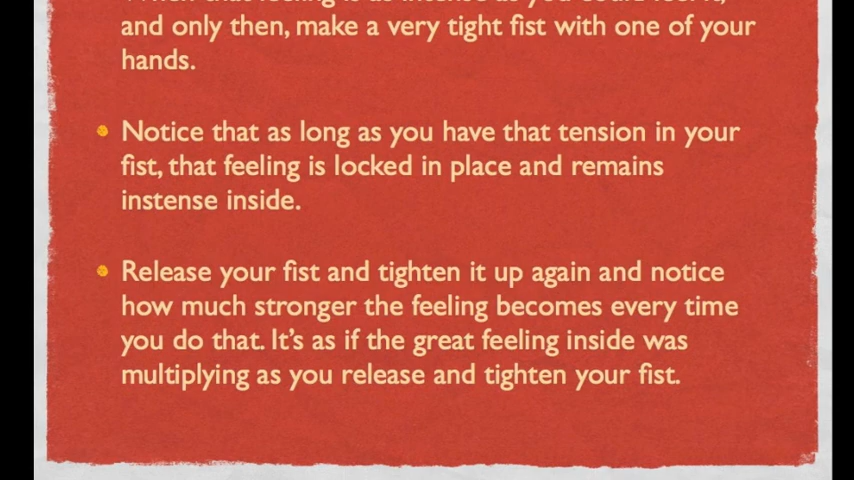 and only then, make a very tight fist with one of your
hands.
Notice that as long as you have that tension in your
fist, that feeling is locked in place and remains
instense inside.
Release your fist and tighten it up again and notice
how much stronger the feeling becomes every time
you do that. It's as if the great feeling inside was
multiplying as you release and tighten your fist.